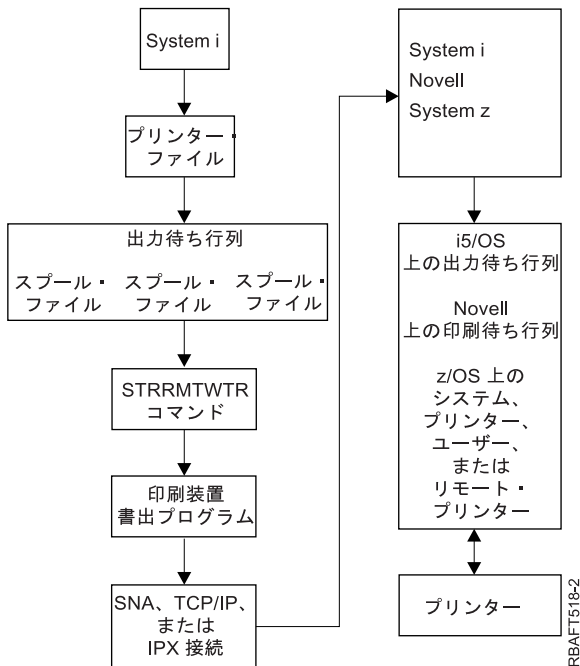 System i
プリンター・
ファイル
出力待ち行列
スプール・ スプール・ スプール・
ファイル ファイル ファイル
STRRMTWTR
コマンド
印刷装置
書出プログラム
SNA、TCP/IP、
または
IPX 接続
System i
Novell
System z
i5/OS
上の出力待ち行列
Novell
上の印刷待ち行列
z/OS 上の
システム、
プリンター、
ユーザー、
または
リモート・
プリンター
プリンター
RBAFT518-2